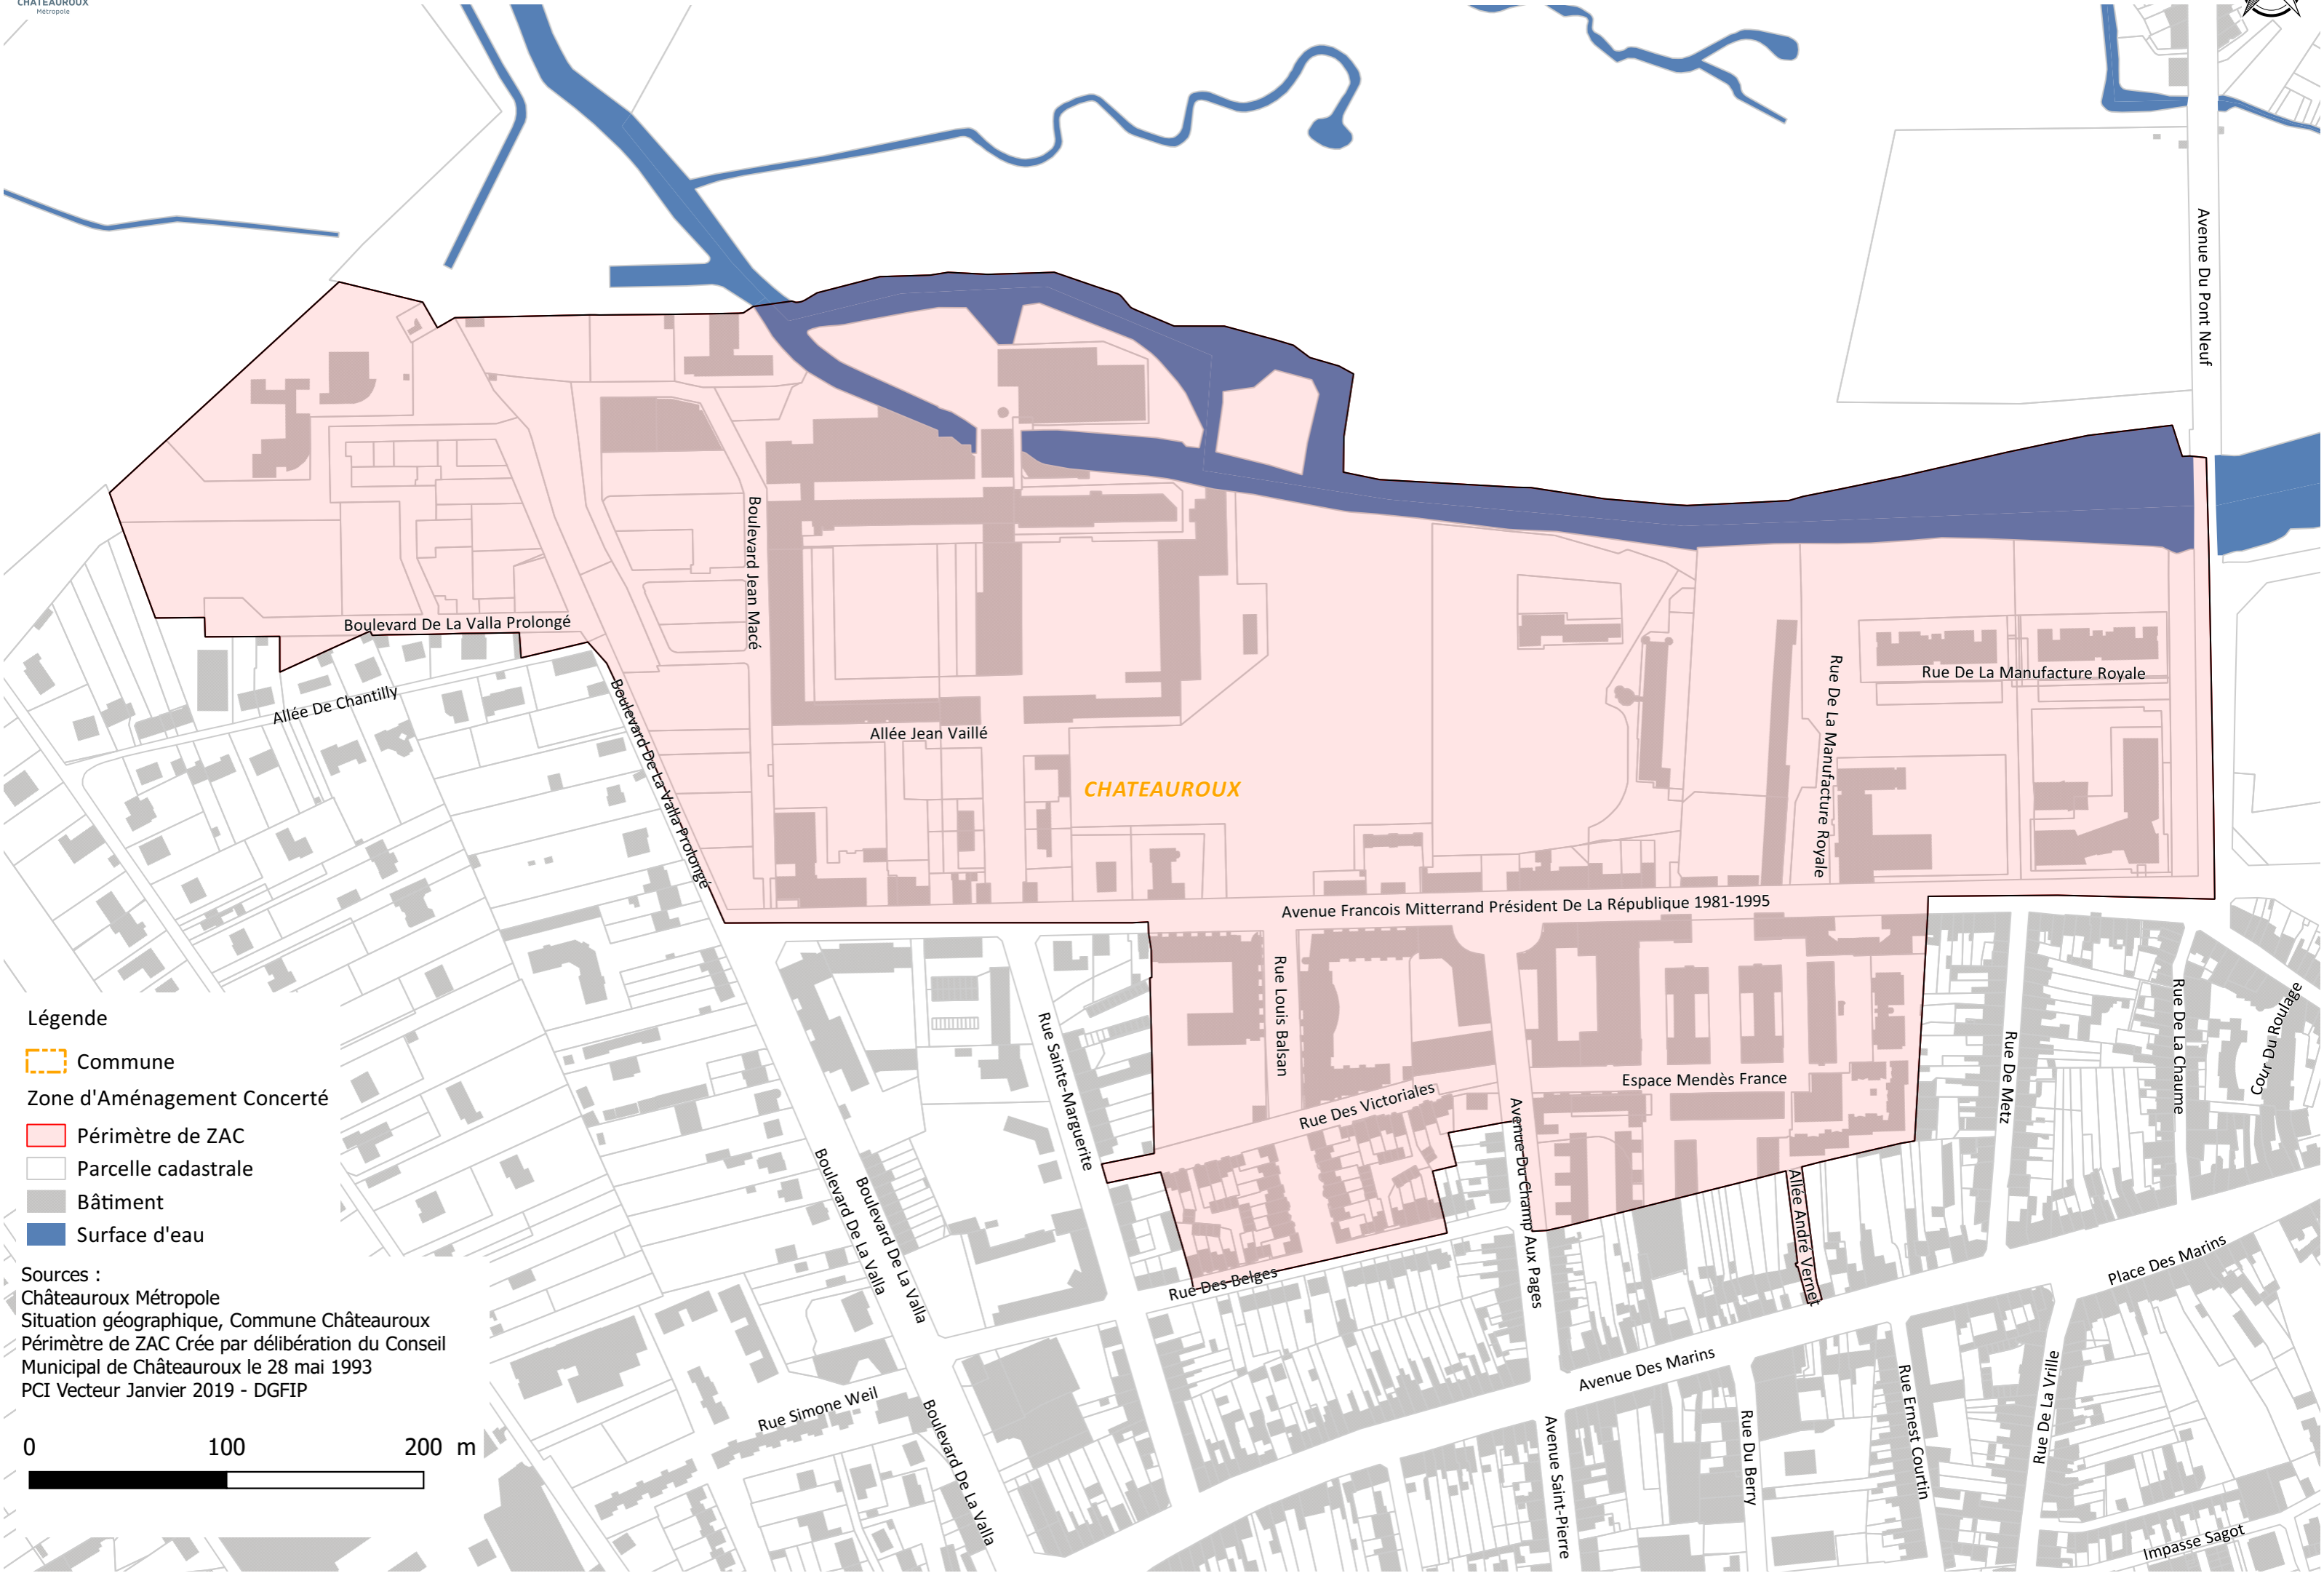 CHATEAUROUX
Métropole
Avenue Du Pont Neuf
Boulevard Jean Macé
Boulevard De La Valla Prolongé
Rue De La Manufacture Royale
Rue De La Manufacture Royale
Allée De Chantilly
Boulevard De La Valla Prolongé
Allée Jean Vaillé
CHATEAUROUX
Avenue Francois Mitterrand Président De La République 1981-1995
Rue Louis Balsan
Rue Sainte-Marguerite
Rue De Metz
Rue De La Chaume
Cour Du Roulage
Espace Mendès France
Rue Des Victoriales
Avenue Du Champ Aux Pages
Allée André Vernet
Boulevard De La Valla
Boulevard De La Valla
Rue Des Belges
Place Des Marins
Avenue Des Marins
Rue Simone Weil
Boulevard De La Valla
Avenue Saint-Pierre
Rue Du Berry
Rue Ernest Courtin
Rue De La Vrille
Impasse Sagot
Légende
Commune
Zone d'Aménagement Concerté
Périmètre de ZAC
Parcelle cadastrale
Bâtiment
Surface d'eau
Sources :
Châteauroux Métropole
Situation géographique, Commune Châteauroux
Périmètre de ZAC Crée par délibération du Conseil
Municipal de Châteauroux le 28 mai 1993
PCI Vecteur Janvier 2019 - DGFIP
0 100 200 m